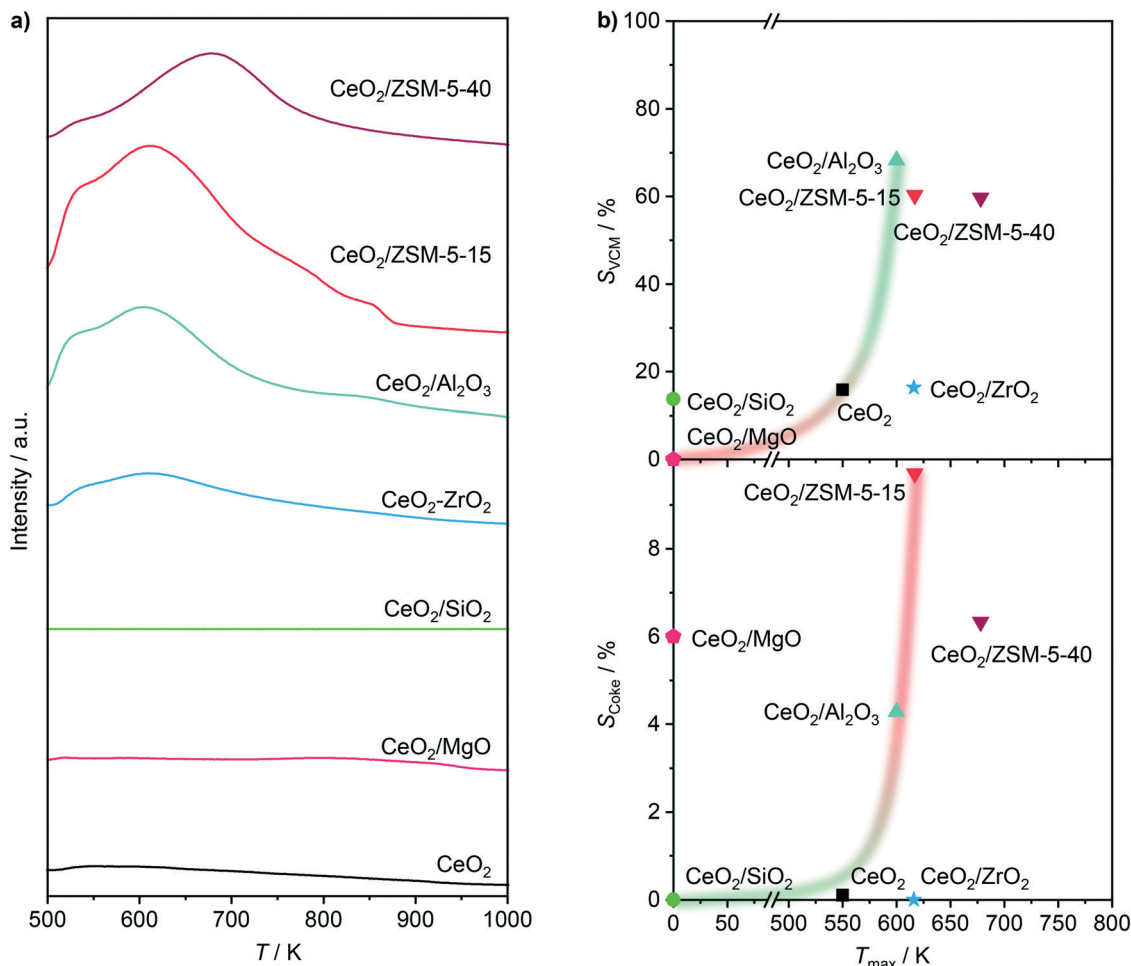 a)
CeO2/ZSM-5-40
CeO2/ZSM-5-15
CeO2/Al2O3
CeO2-ZrO2
CeO2/SiO2
CeO2/MgO
CeO2
Intensity / a.u.
500 600 700 800 900 1000
T / K
b)
100
80
60
40
20
0
SVCM / %
CeO2/Al2O3
CeO2/ZSM-5-15
CeO2/ZSM-5-40
CeO2/SiO2
CeO2
CeO2/ZrO2
CeO2/MgO
8
6
4
2
0
SCoke / %
CeO2/ZSM-5-15
CeO2/MgO
CeO2/ZSM-5-40
CeO2/Al2O3
CeO2/SiO2
CeO2
CeO2/ZrO2
0 50 500 550 600 650 700 750 800
Tmax / K